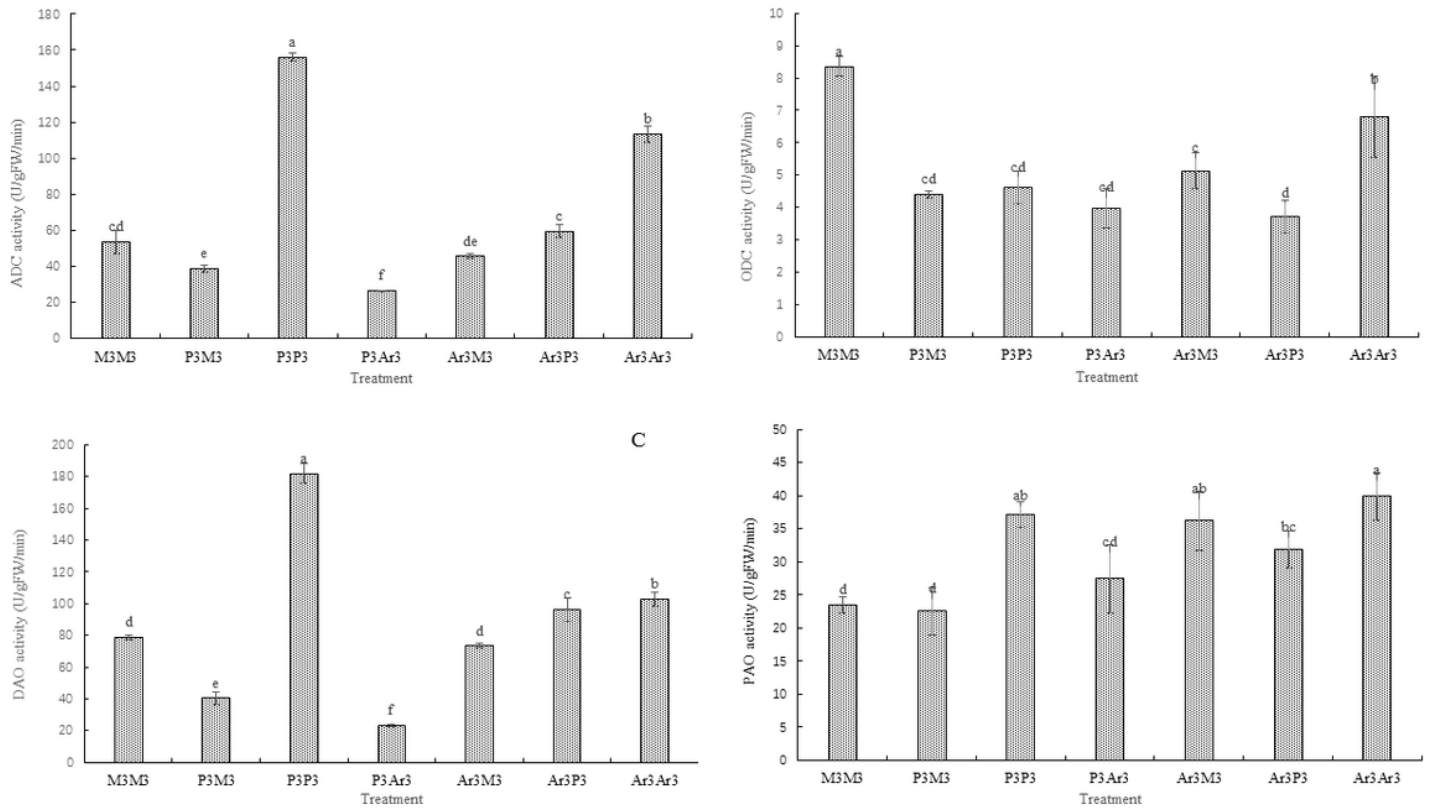 180
160
140
120
100
80
60
40
20
0
ADC activity (U/gFW/min)
cd
e
a
f
de
c
b
M3M3 P3M3 P3P3 P3Ar3 Ar3M3 Ar3P3 Ar3Ar3
Treatment
10
9
8
7
6
5
4
3
2
1
0
ODC activity (U/gFW/min)
a
cd
cd
cd
c
d
b
M3M3 P3M3 P3P3 P3Ar3 Ar3M3 Ar3P3 Ar3Ar3
Treatment
C
200
180
160
140
120
100
80
60
40
20
0
DAO activity (U/gFW/min)
d
e
a
f
d
c
b
M3M3 P3M3 P3P3 P3Ar3 Ar3M3 Ar3P3 Ar3Ar3
Treatment
50
45
40
35
30
25
20
15
10
5
0
PAO activity (U/gFW/min)
d
d
ab
cd
ab
bc
a
M3M3 P3M3 P3P3 P3Ar3 Ar3M3 Ar3P3 Ar3Ar3
Treatment